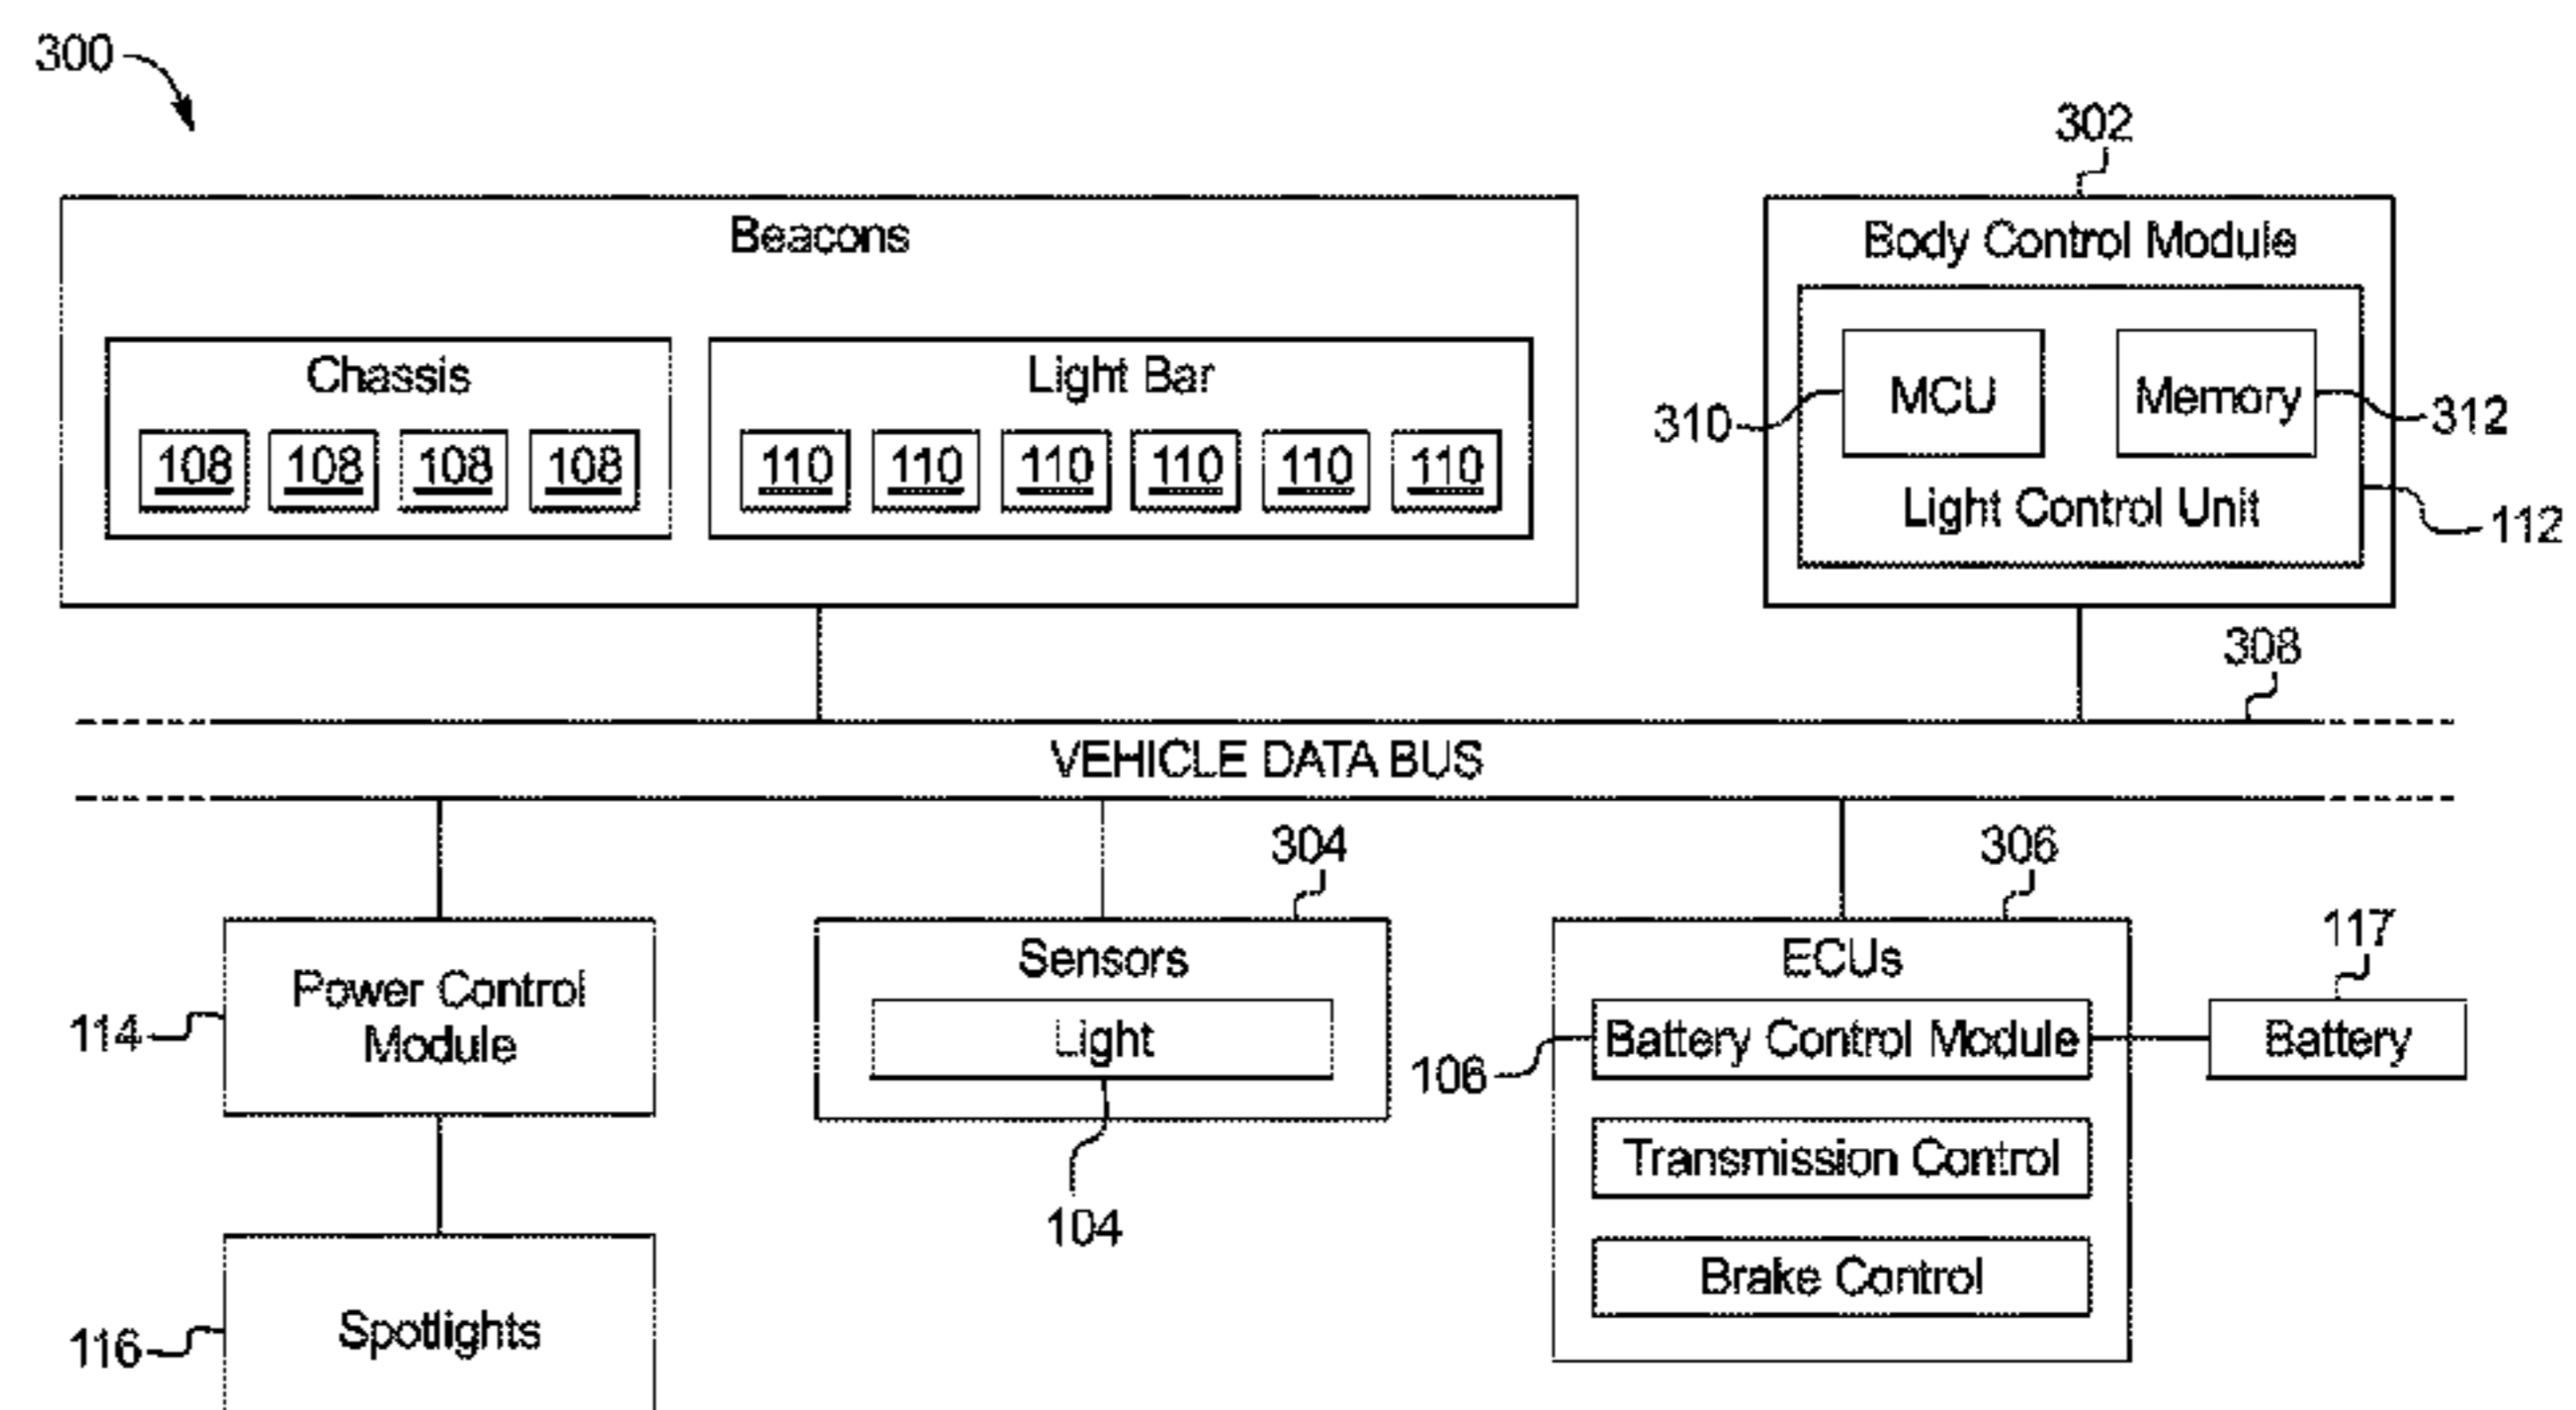 300
302
Beacons
Body Control Module
Chassis
Light Bar
MCU
Memory
310
312
108 108 108 108
110 110 110 110 110 110
Light Control Unit
112
308
VEHICLE DATA BUS
304
306
117
Sensors
ECUs
Power Control
Module
114
Light
106
Battery Control Module
Battery
104
Transmission Control
Brake Control
116
Spotlights